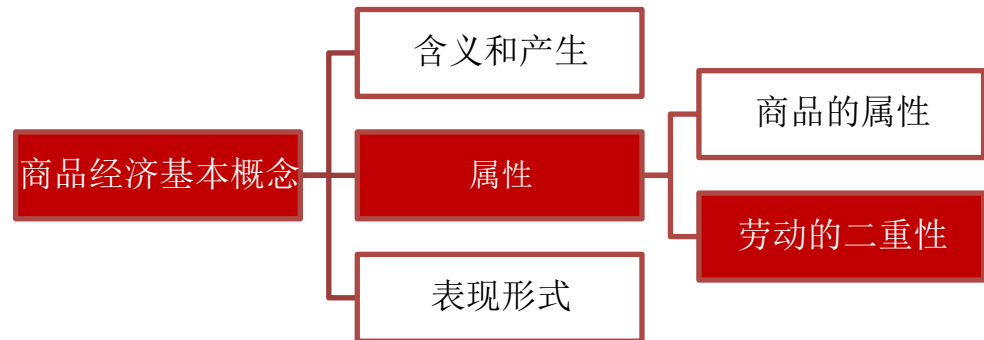 含义和产生
商品的属性
商品经济基本概念
属性
劳动的二重性
表现形式